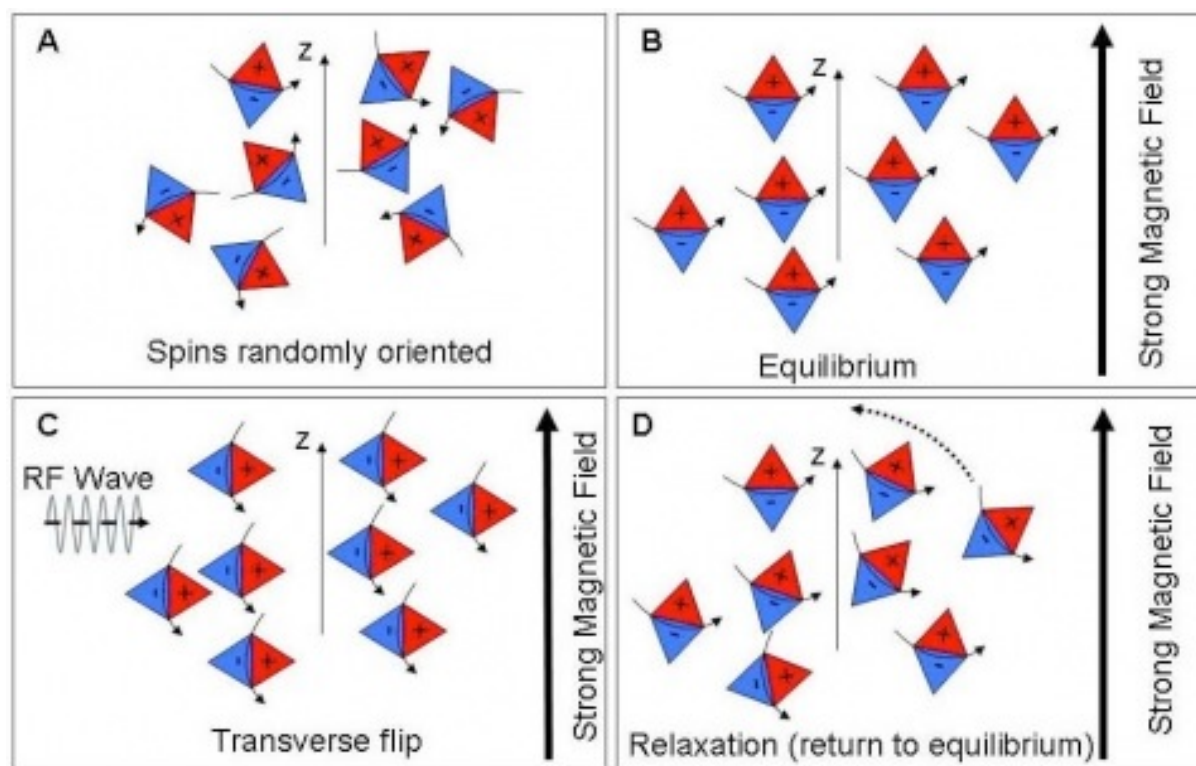 A
Z
Spins randomly oriented
B
Z
Equilibrium
Strong Magnetic Field
C
RF Wave
Z
Transverse flip
Strong Magnetic Field
D
Z
Relaxation (return to equilibrium)
Strong Magnetic Field